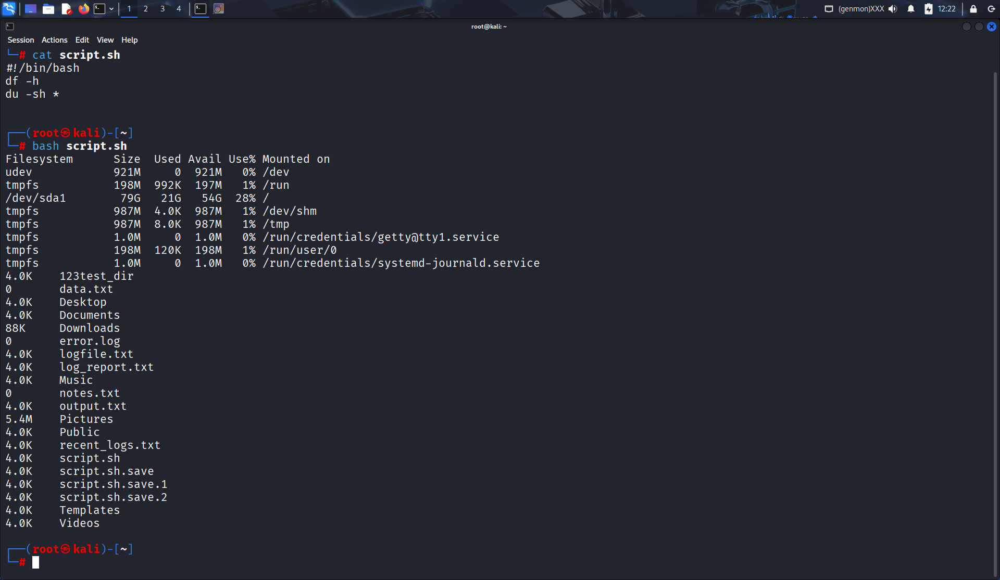 1 2 3 4 (genmon)XXX 12:22
root@kali: ~
Session Actions Edit View Help
└─# cat script.sh
#!/bin/bash
df -h
du -sh *
┌──(root㉿kali)-[~]
└─# bash script.sh
Filesystem      Size  Used Avail Use% Mounted on
udev            921M     0  921M   0% /dev
tmpfs           198M  992K  197M   1% /run
/dev/sda1        79G   21G   54G  28% /
tmpfs           987M  4.0K  987M   1% /dev/shm
tmpfs           987M  8.0K  987M   1% /tmp
tmpfs           1.0M     0  1.0M   0% /run/credentials/getty@tty1.service
tmpfs           198M  120K  198M   1% /run/user/0
tmpfs           1.0M     0  1.0M   0% /run/credentials/systemd-journald.service
4.0K    123test_dir
0       data.txt
4.0K    Desktop
4.0K    Documents
88K     Downloads
0       error.log
4.0K    logfile.txt
4.0K    log_report.txt
4.0K    Music
0       notes.txt
4.0K    output.txt
5.4M    Pictures
4.0K    Public
4.0K    recent_logs.txt
4.0K    script.sh
4.0K    script.sh.save
4.0K    script.sh.save.1
4.0K    script.sh.save.2
4.0K    Templates
4.0K    Videos
┌──(root㉿kali)-[~]
└─#